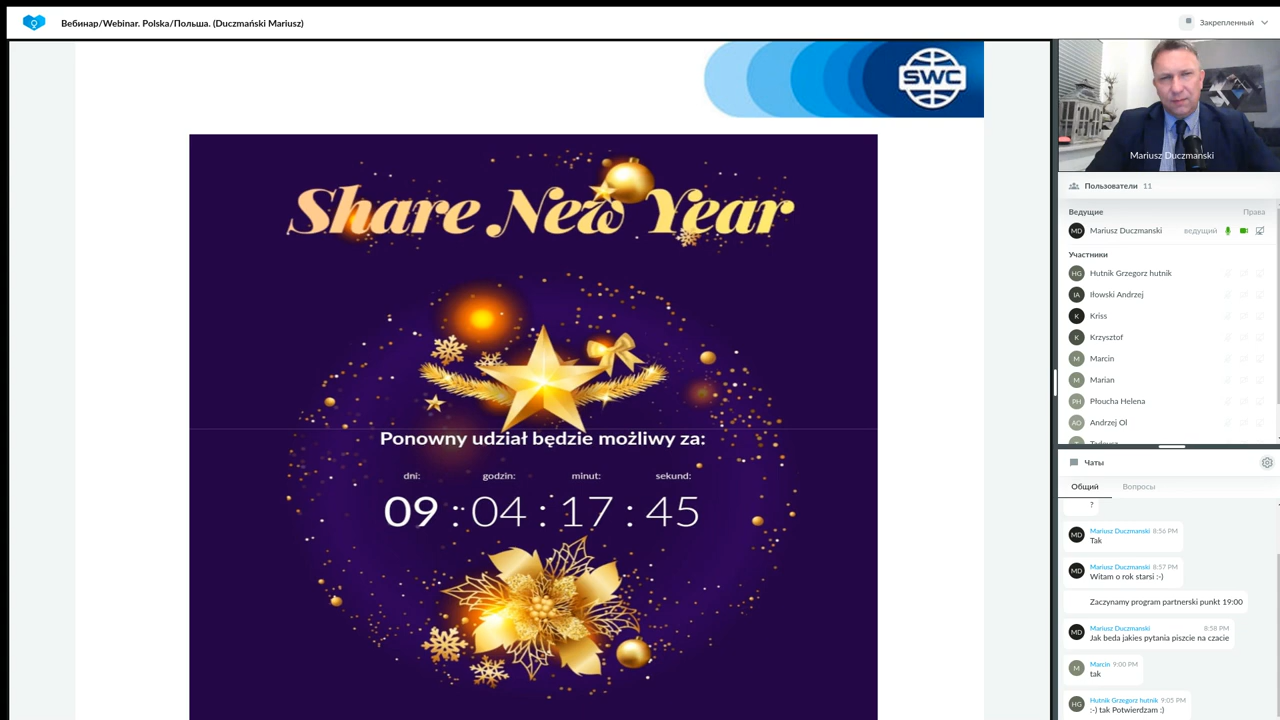 Вебинар/Webinar. Polska/Польша. (Duczmański Mariusz)
Закрепленный
SWC
Share New Year
Ponowny udział będzie możliwy za:
dni: godzin: minut: sekund:
09 : 04 : 17 : 45
Mariusz Duczmanski
Пользователи 11
Ведущие Права
MD Mariusz Duczmanski ведущий
Участники
HG Hutnik Grzegorz hutnik
IA Iłowski Andrzej
K Kriss
K Krzysztof
M Marcin
M Marian
PH Płoucha Helena
AO Andrzej Ol
Tadeusz
Чаты
Общий Вопросы
?
MD Mariusz Duczmanski 8:56 PM
Tak
MD Mariusz Duczmanski 8:57 PM
Witam o rok starsi :-)
Zaczynamy program partnerski punkt 19:00
MD Mariusz Duczmanski 8:58 PM
Jak beda jakies pytania piszcie na czacie
M Marcin 9:00 PM
tak
HG Hutnik Grzegorz hutnik 9:05 PM
:-) tak Potwierdzam :)